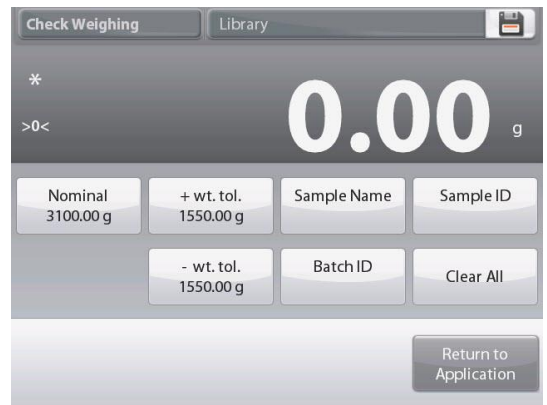 Check Weighing
Library
*
>0<
0.00 g
Nominal
3100.00 g
+ wt. tol.
1550.00 g
Sample Name
Sample ID
- wt. tol.
1550.00 g
Batch ID
Clear All
Return to
Application